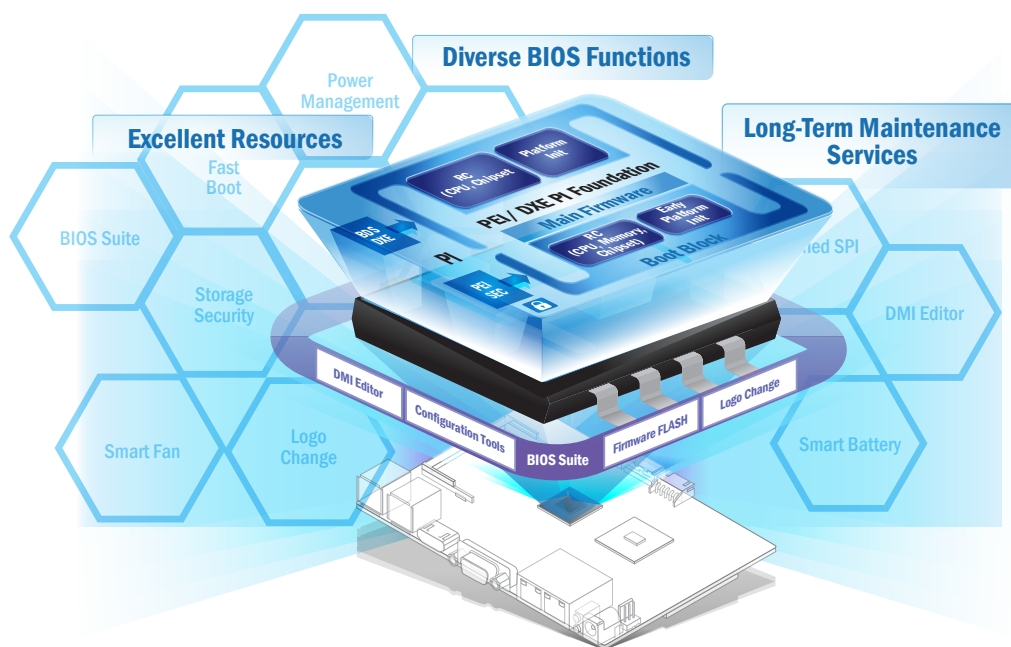 Diverse BIOS Functions
Power
Management
Excellent Resources
Long-Term Maintenance
Services
Fast
Boot
BIOS Suite
Storage
Security
Smart Fan
Logo
Change
SPI
DMI Editor
Smart Battery
Platform
Init
RC
(CPU, Chipset
PEI/ DXE PI Foundation
Main Firmware
BDS
DXE
PI
Early
Platform
Init
RC
(CPU, Memory,
Chipset)
Boot Block
PEI
SEC
DMI Editor
Configuration Tools
BIOS Suite
Firmware FLASH
Logo Change